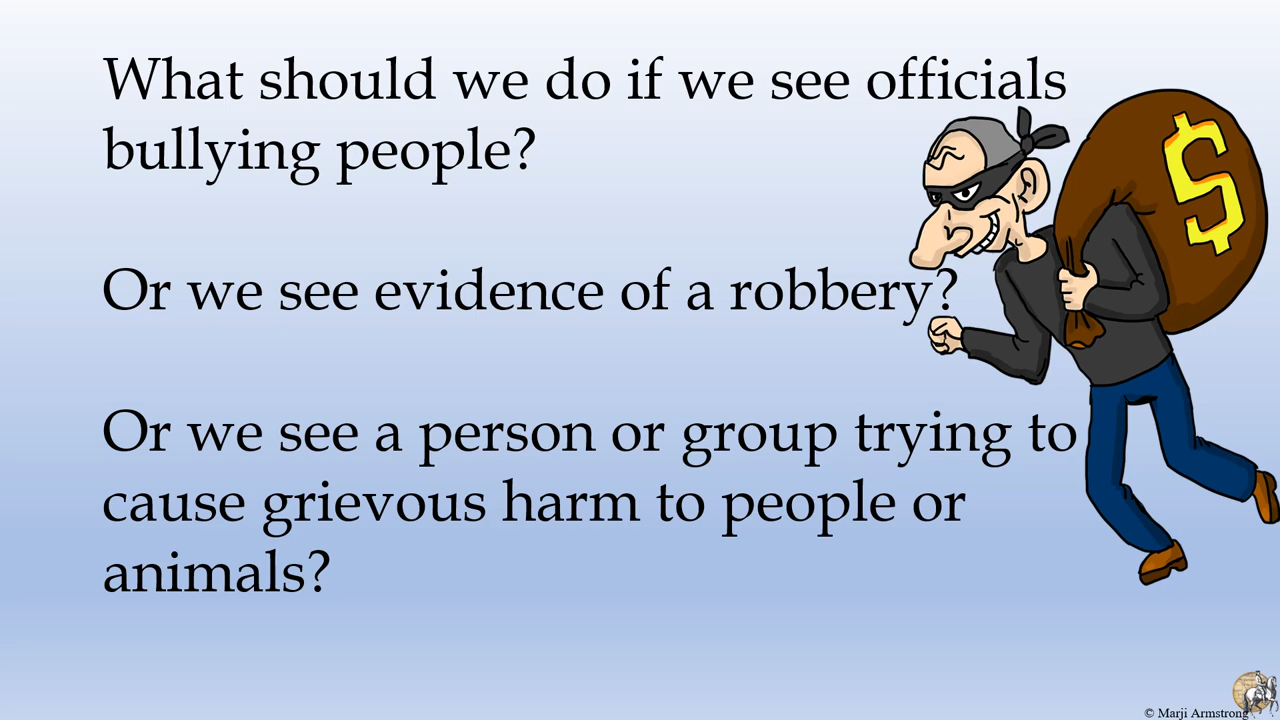 What should we do if we see officials
bullying people?
Or we see evidence of a robbery?
Or we see a person or group trying to
cause grievous harm to people or
animals?
$
© Marji Armstrong